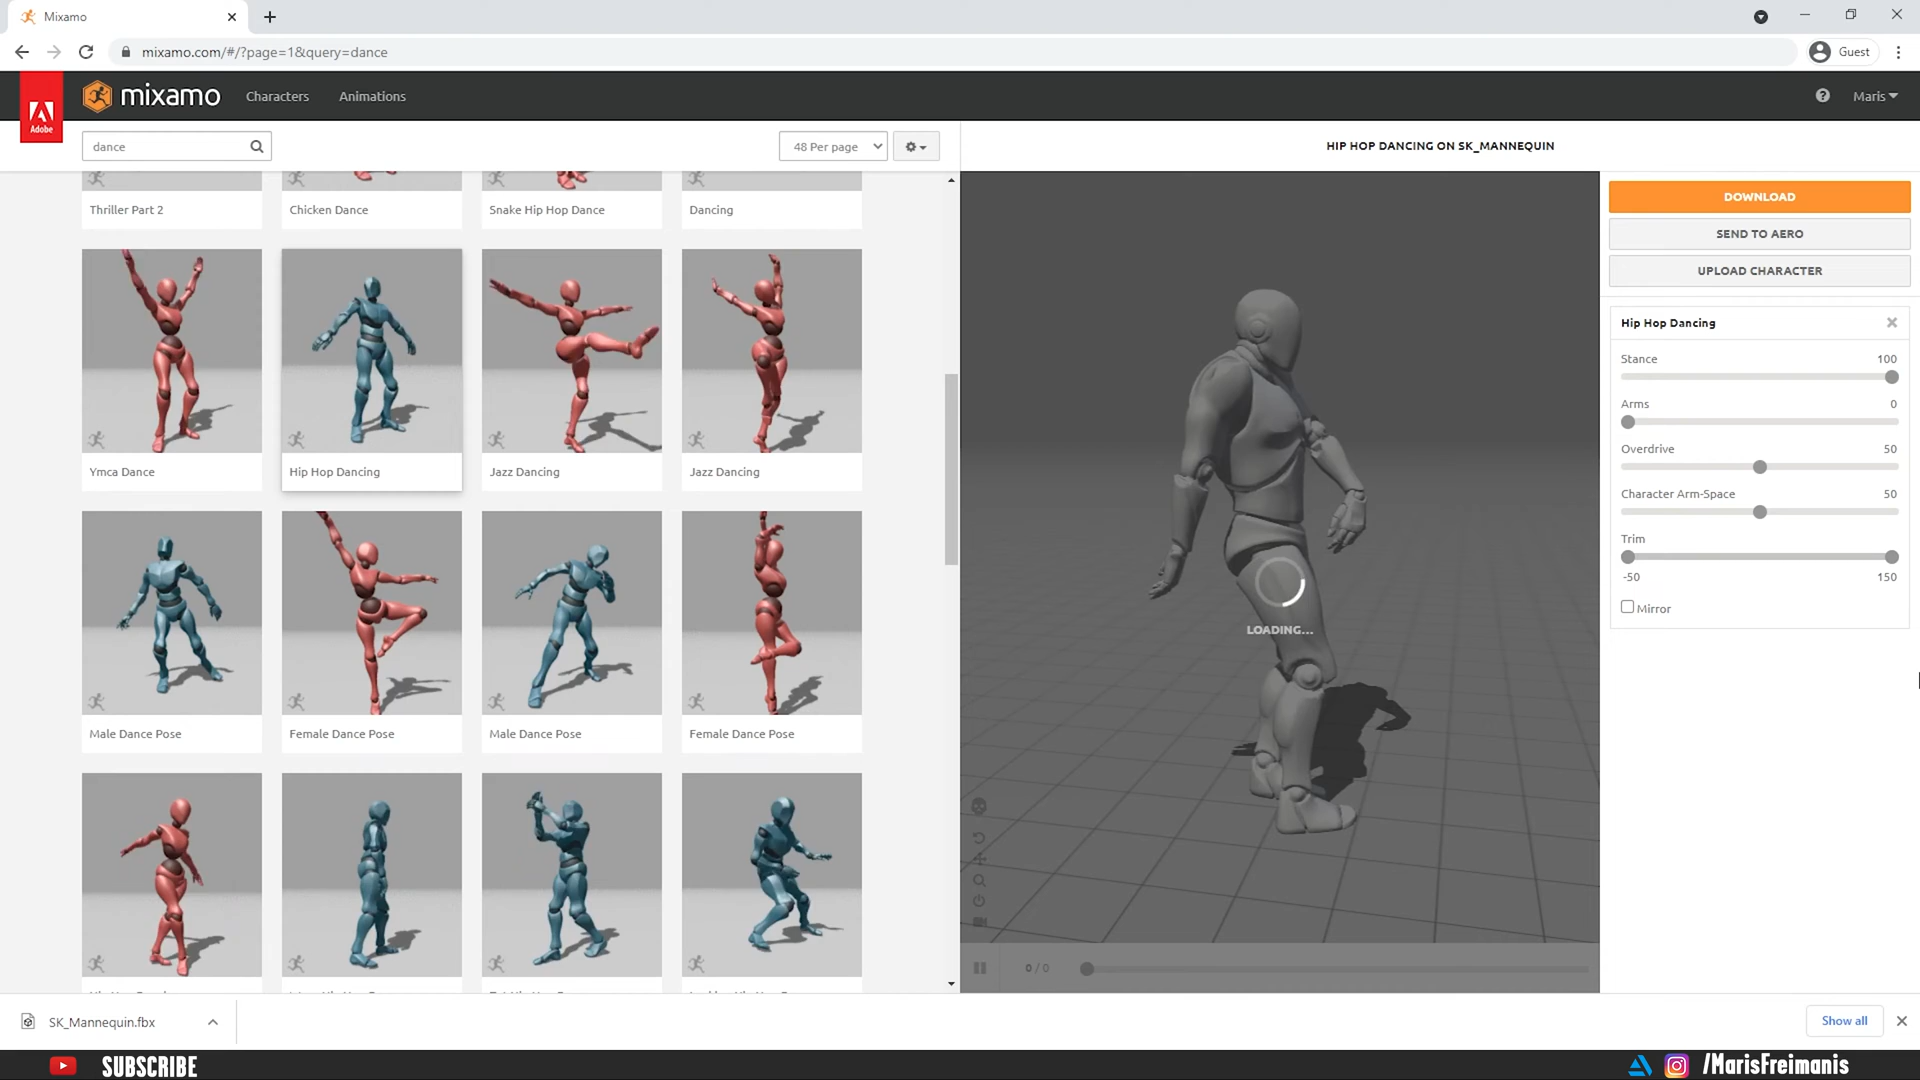 Mixamo
mixamo.com/#/?page=1&query=dance
Guest
Adobe
mixamo
Characters
Animations
Maris
dance
48 Per page
HIP HOP DANCING ON SK_MANNEQUIN
Thriller Part 2
Chicken Dance
Snake Hip Hop Dance
Dancing
DOWNLOAD
SEND TO AERO
UPLOAD CHARACTER
Hip Hop Dancing
Stance 100
Arms 0
Overdrive 50
Character Arm-Space 50
Trim
-50 150
Mirror
Ymca Dance
Hip Hop Dancing
Jazz Dancing
Jazz Dancing
LOADING...
Male Dance Pose
Female Dance Pose
Male Dance Pose
Female Dance Pose
0 / 0
SK_Mannequin.fbx
Show all
SUBSCRIBE
/MarisFreimanis